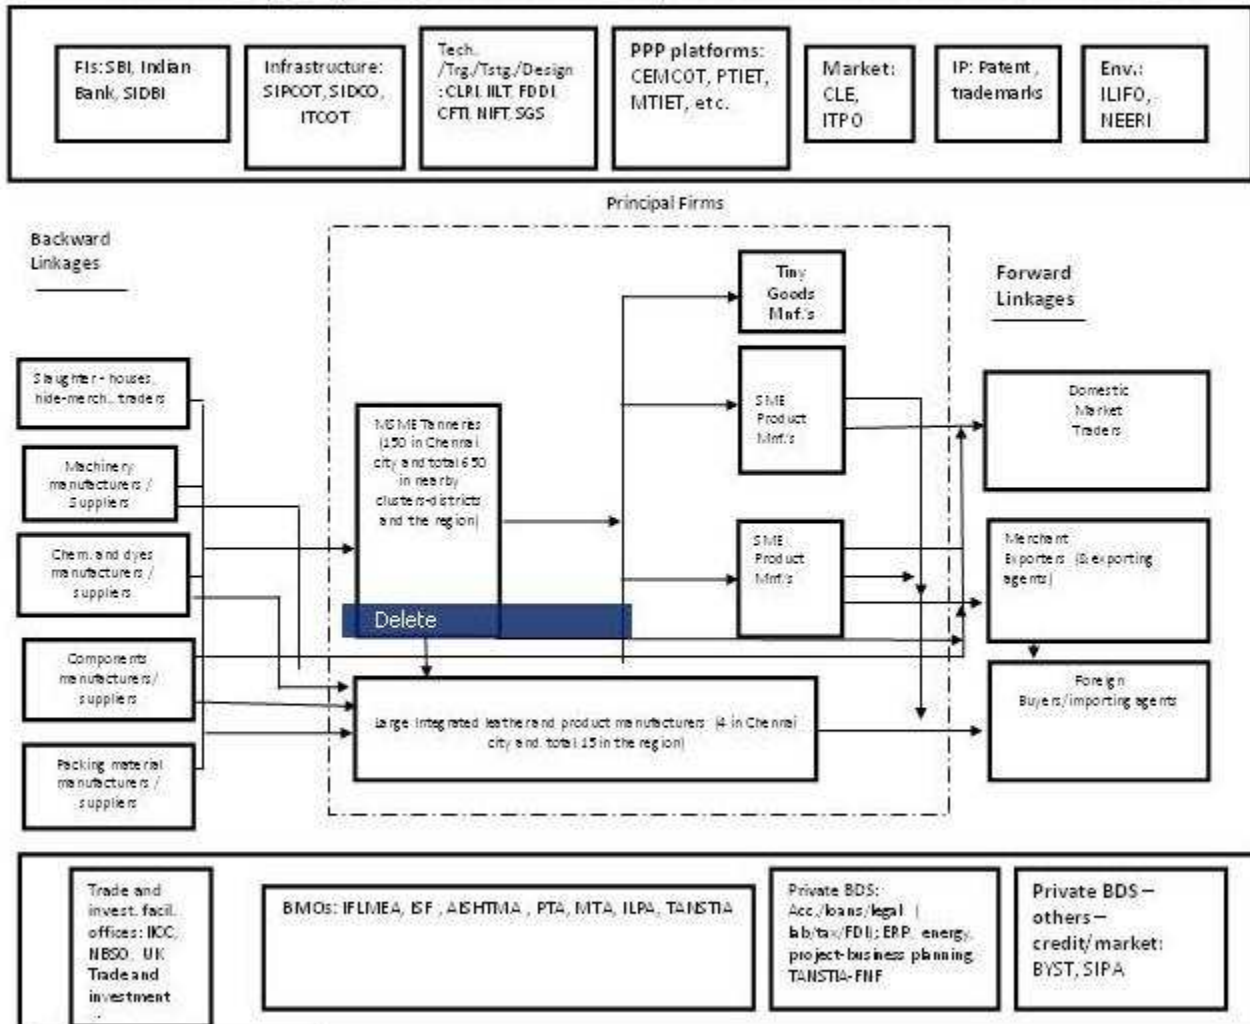 FIs: SBI, Indian
Bank, SIDBI
Infrastructure:
SIPCOT, SIDCO,
ITCOT
Tech.
/Trg./Tstg./Design
: CLRI, IILT, FDDI,
CFTI, NIFT, SGS
PPP platforms:
CEMCOT, PTIET,
MTIET, etc.
Market:
CLE,
ITPO
IP: Patent,
trademarks
Env.:
ILIFO,
NEERI
Principal Firms
Backward
Linkages
Forward
Linkages
Slaughter - houses,
hide-merch., traders
Machinery
manufacturers /
Suppliers
Chem. and dyes
manufacturers /
suppliers
Components
manufacturers/
suppliers
Packing material
manufacturers /
suppliers
MSME Tanneries
(150 in Chennai
city and total 650
in nearby
clusters-districts
and the region)
Delete
Large integrated leather and product manufacturers (4 in Chennai
city and total 15 in the region)
Tiny
Goods
Mnf.'s
SME
Product
Mnf.'s
SME
Product
Mnf.'s
Domestic
Market
Traders
Merchant
Exporters (& exporting
agents)
Foreign
Buyers/importing agents
Trade and
invest. facil.
offices: IICC,
NBSO, UK
Trade and
investment
BMOs: IFLMEA, ISF, AISHTMA, PTA, MTA, ILPA, TANSTIA
Private BDS:
Acc./loans/legal (
lab/tax/FDI); ERP, energy,
project-business planning,
TANSTIA-FNF
Private BDS –
others –
credit/market:
BYST, SIPA